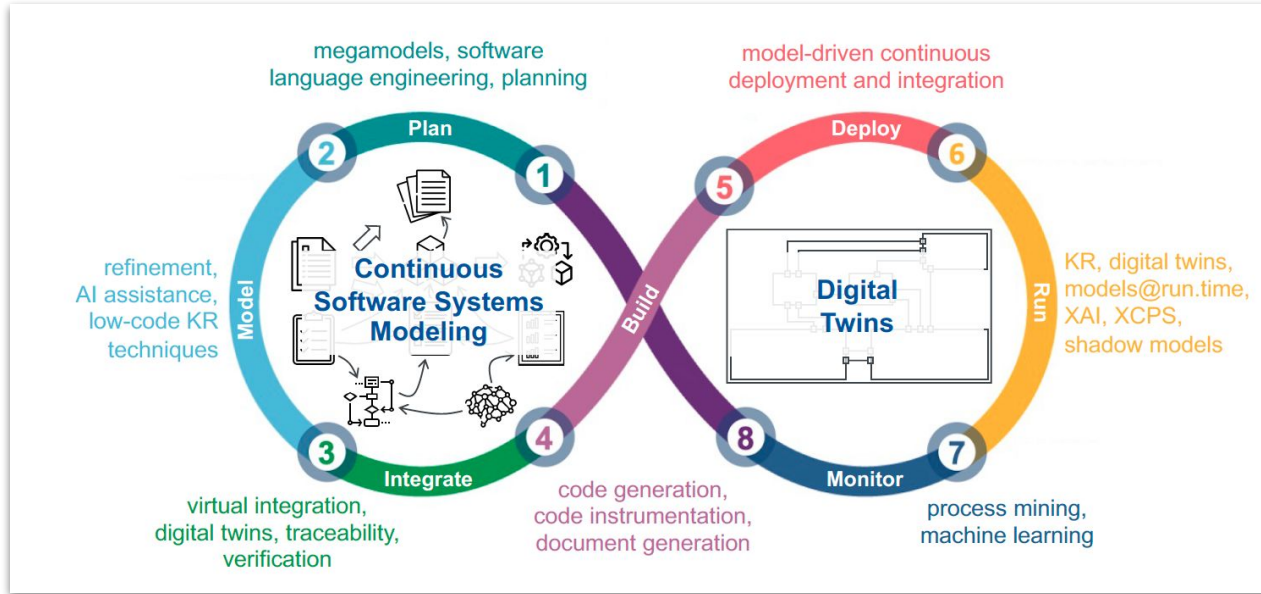 megamodels, software
language engineering, planning
model-driven continuous
deployment and integration
Plan
Deploy
2
1
5
6
Continuous
Software Systems
Modeling
Digital
Twins
refinement,
AI assistance,
low-code KR
techniques
Model
Build
Run
KR, digital twins,
models@run.time,
XAI, XCPS,
shadow models
3
4
8
7
Integrate
Monitor
virtual integration,
digital twins, traceability,
verification
code generation,
code instrumentation,
document generation
process mining,
machine learning